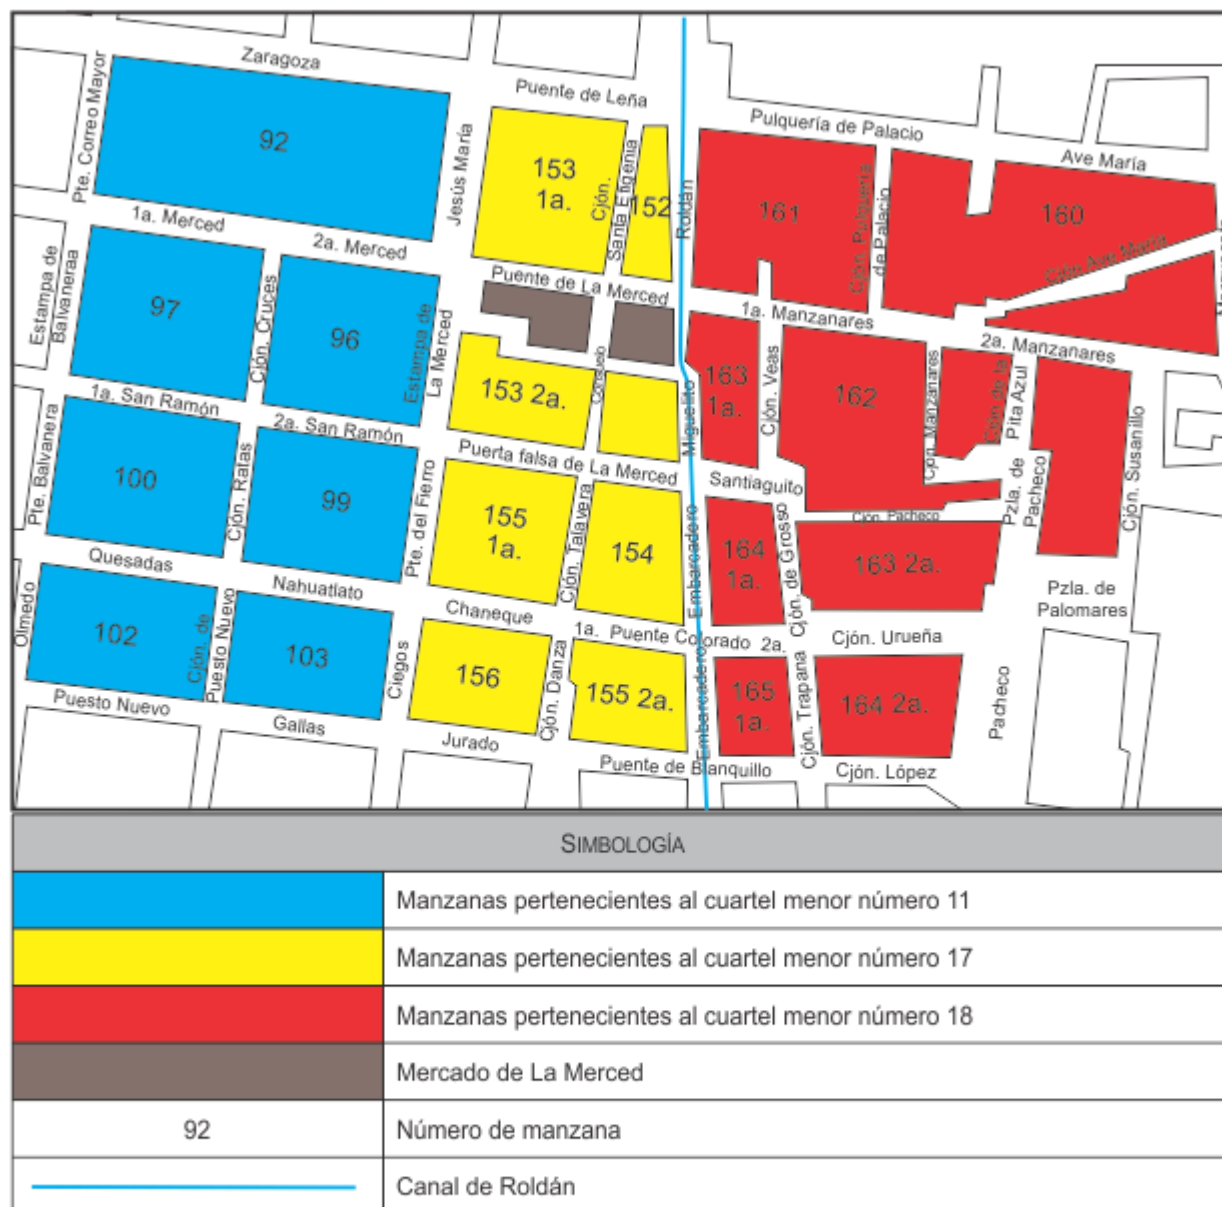 Zaragoza
Puente de Leña
Pulquería de Palacio
Ave María
Pte. Correo Mayor
92
Jesús María
153
1a.
Cjón.
Santa Efigenia
152
Roldán
161
Cjón. Pulquería
de Palacio
160
Cjón Ave María
1a. Merced
2a. Merced
Puente de La Merced
1a. Manzanares
2a. Manzanares
Estampa de
Balvaneraa
97
Cjón. Cruces
96
Estampa de
La Merced
153 2a.
Consuelo
Miguelito
163
1a.
Cjón. Veas
162
Cjón. Manzanares
Cjón de la
Pita Azul
Cjón. Susanillo
1a. San Ramón
2a. San Ramón
Puerta falsa de La Merced
Santiaguito
Pte. Balvanera
100
Cjón. Ratas
99
Pte. del Fierro
155
1a.
Cjón. Talavera
154
Embarcadero
164
1a.
Cjón. de Grosso
Cjón. Pacheco
163 2a.
Pzla. de
Pacheco
Quesadas
Nahuatlato
Chaneque
1a. Puente Colorado 2a.
Cjón. Urueña
Pzla. de
Palomares
Olmedo
102
Cjón. de
Puesto Nuevo
103
Ciegos
156
Cjón. Danza
155 2a.
Embarcadero
165
1a.
Cjón. Trapana
164 2a.
Pacheco
Puesto Nuevo
Gallas
Jurado
Puente de Blanquillo
Cjón. López
SIMBOLOGÍA
Manzanas pertenecientes al cuartel menor número 11
Manzanas pertenecientes al cuartel menor número 17
Manzanas pertenecientes al cuartel menor número 18
Mercado de La Merced
92 Número de manzana
Canal de Roldán